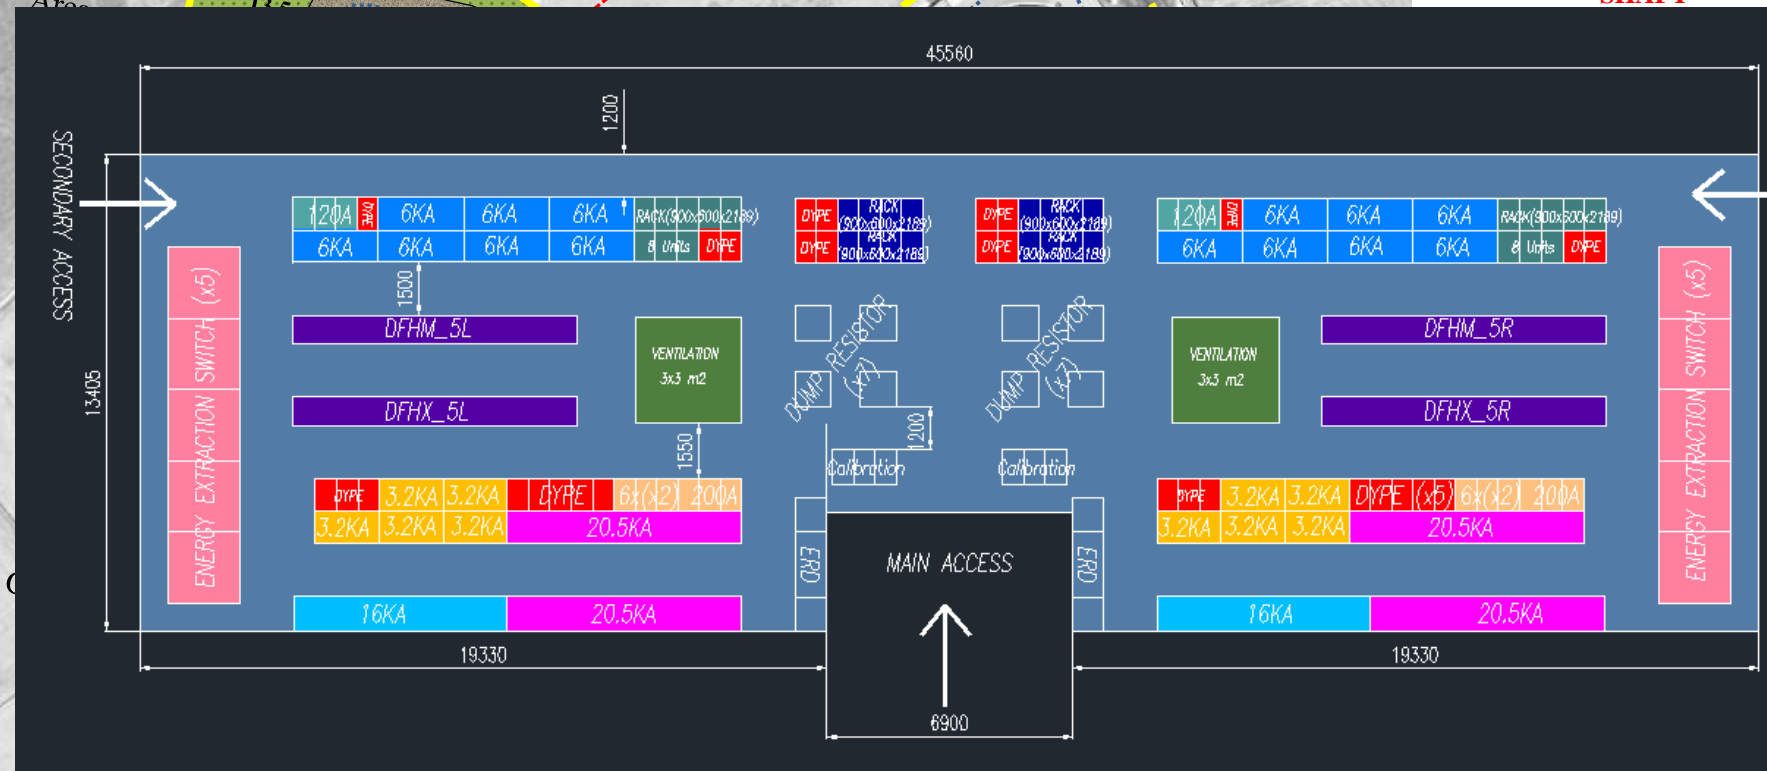 Area
13.5
SHAFT
45560
1200
SECONDARY ACCESS
120A DYPE 6KA 6KA 6KA RACK(900x600x2189)
6KA 6KA 6KA 6KA 8 Units DYPE
DYPE RACK (900x600x2189)
DYPE RACK (900x600x2189)
DYPE RACK (900x600x2189)
DYPE RACK (900x600x2189)
120A DYPE 6KA 6KA 6KA RACK(900x600x2189)
6KA 6KA 6KA 6KA 8 Units DYPE
ENERGY EXTRACTION SWITCH (x5)
1500
DFHM_5L
DFHX_5L
VENTILATION
3x3 m2
DUMP RESISTOR
(x7)
DUMP RESISTOR
(x7)
VENTILATION
3x3 m2
DFHM_5R
DFHX_5R
ENERGY EXTRACTION SWITCH (x5)
13405
1550
1200
Calibration
Calibration
DYPE 3.2KA 3.2KA DYPE 6x(x2) 200A
3.2KA 3.2KA 3.2KA 20.5KA
DYPE 3.2KA 3.2KA DYPE (x5) 6x(x2) 200A
3.2KA 3.2KA 3.2KA 20.5KA
ERD
MAIN ACCESS
ERD
16KA 20.5KA
16KA 20.5KA
19330
19330
6900